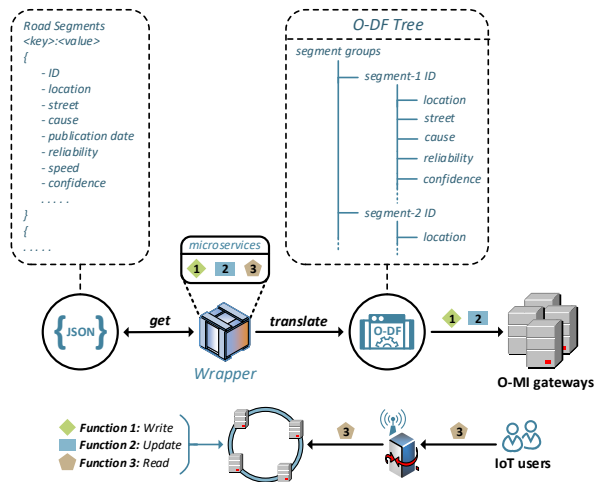 Road Segments
<key>:<value>
{
- ID
- location
- street
- cause
- publication date
- reliability
- speed
- confidence
. . . . .
}
{
. . . . .
O-DF Tree
segment groups
segment-1 ID
location
street
cause
reliability
confidence
segment-2 ID
location
microservices
1 2 3
{JSON}
get
Wrapper
translate
O-DF
1 2
O-MI gateways
Function 1: Write
Function 2: Update
Function 3: Read
3
3
IoT users